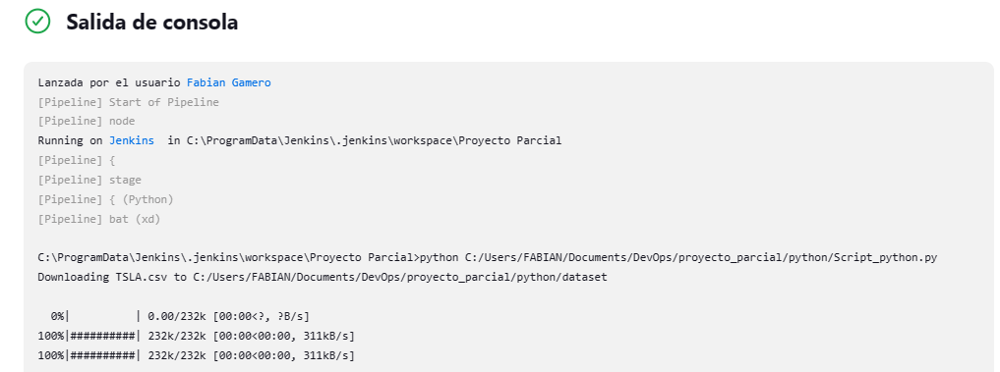 Salida de consola
Lanzada por el usuario Fabian Gamero
[Pipeline] Start of Pipeline
[Pipeline] node
Running on Jenkins in C:\ProgramData\Jenkins\.jenkins\workspace\Proyecto Parcial
[Pipeline] {
[Pipeline] stage
[Pipeline] { (Python)
[Pipeline] bat (xd)
C:\ProgramData\Jenkins\.jenkins\workspace\Proyecto Parcial>python C:/Users/FABIAN/Documents/DevOps/proyecto_parcial/python/Script_python.py
Downloading TSLA.csv to C:/Users/FABIAN/Documents/DevOps/proyecto_parcial/python/dataset
0%|          | 0.00/232k [00:00<?, ?B/s]
100%|##########| 232k/232k [00:00<00:00, 311kB/s]
100%|##########| 232k/232k [00:00<00:00, 311kB/s]